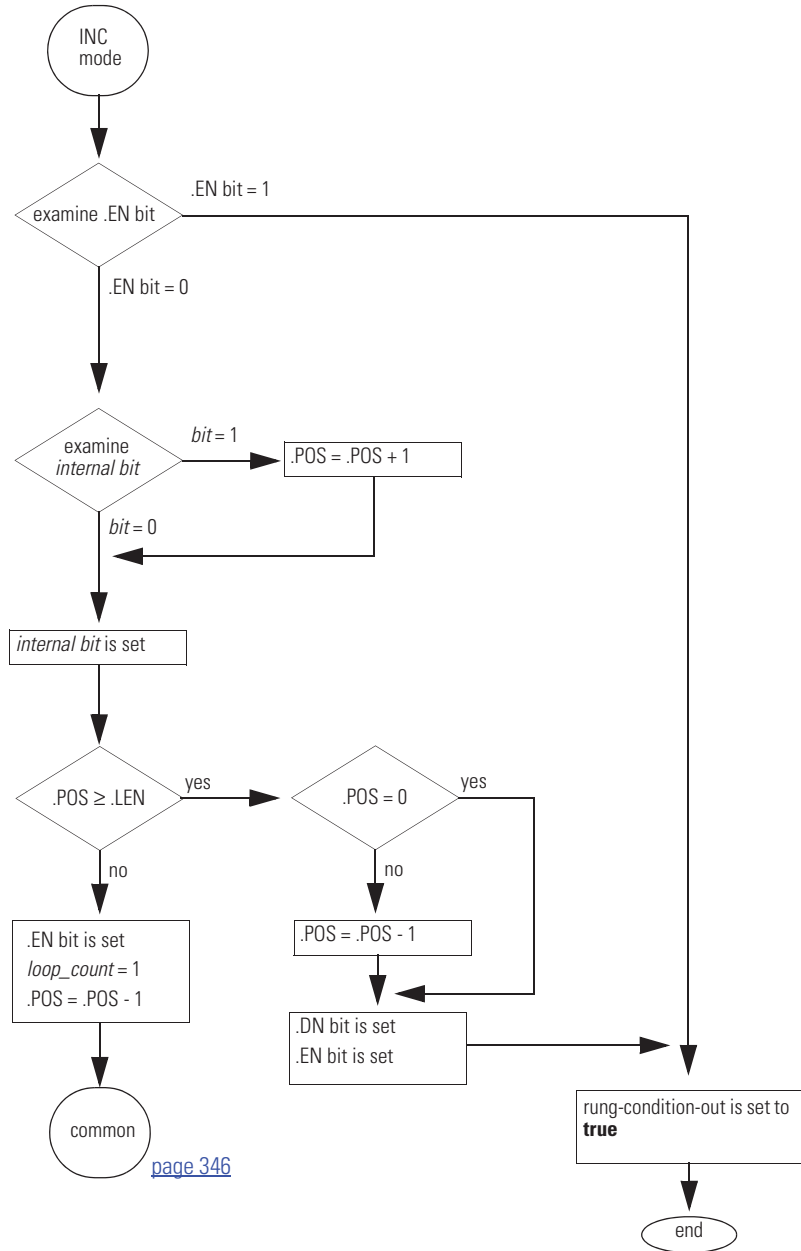 INC
mode
.EN bit = 1
examine .EN bit
.EN bit = 0
examine
internal bit
bit = 1
.POS = .POS + 1
bit = 0
internal bit is set
.POS ≥ .LEN
yes
.POS = 0
yes
no
no
.EN bit is set
loop_count = 1
.POS = .POS - 1
.POS = .POS - 1
.DN bit is set
.EN bit is set
common
page 346
rung-condition-out is set to
true
end